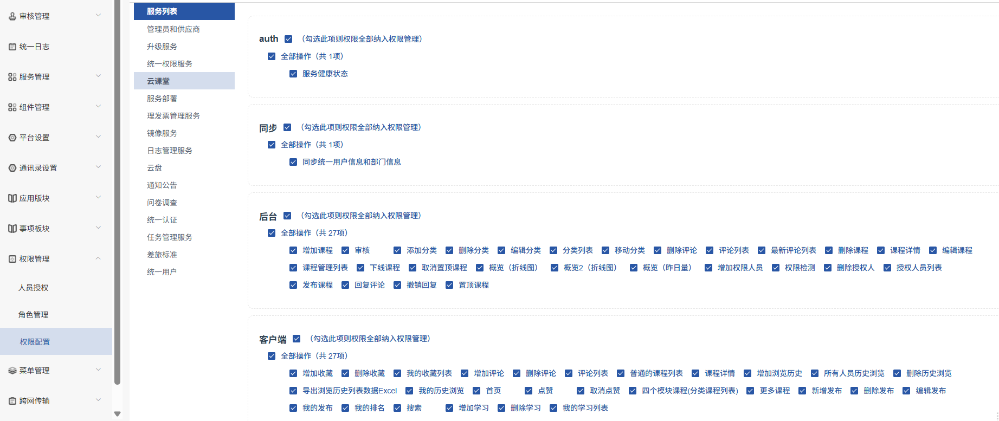 审核管理
统一日志
服务管理
组件管理
平台设置
通讯录设置
应用版块
事项板块
权限管理
人员授权
角色管理
权限配置
菜单管理
跨网传输
服务列表
管理员和供应商
升级服务
统一权限服务
云课堂
服务部署
理发票管理服务
镜像服务
日志管理服务
云盘
通知公告
问卷调查
统一认证
任务管理服务
差旅标准
统一用户
auth （勾选此项则权限全部纳入权限管理）
全部操作（共 1项）
服务健康状态
同步 （勾选此项则权限全部纳入权限管理）
全部操作（共 1项）
同步统一用户信息和部门信息
后台 （勾选此项则权限全部纳入权限管理）
全部操作（共 27项）
增加课程 审核 添加分类 删除分类 编辑分类 分类列表 移动分类 删除评论 评论列表 最新评论列表 删除课程 课程详情 编辑课程
课程管理列表 下线课程 取消置顶课程 概览（折线图） 概览2（折线图） 概览（昨日量） 增加权限人员 权限检测 删除授权人 授权人员列表
发布课程 回复评论 撤销回复 置顶课程
客户端 （勾选此项则权限全部纳入权限管理）
全部操作（共 27项）
增加收藏 删除收藏 我的收藏列表 增加评论 删除评论 评论列表 普通的课程列表 课程详情 增加浏览历史 所有人员历史浏览 删除历史浏览
导出浏览历史列表数据Excel 我的历史浏览 首页 点赞 取消点赞 四个模块课程(分类课程列表) 更多课程 新增发布 删除发布 编辑发布
我的发布 我的排名 搜索 增加学习 删除学习 我的学习列表